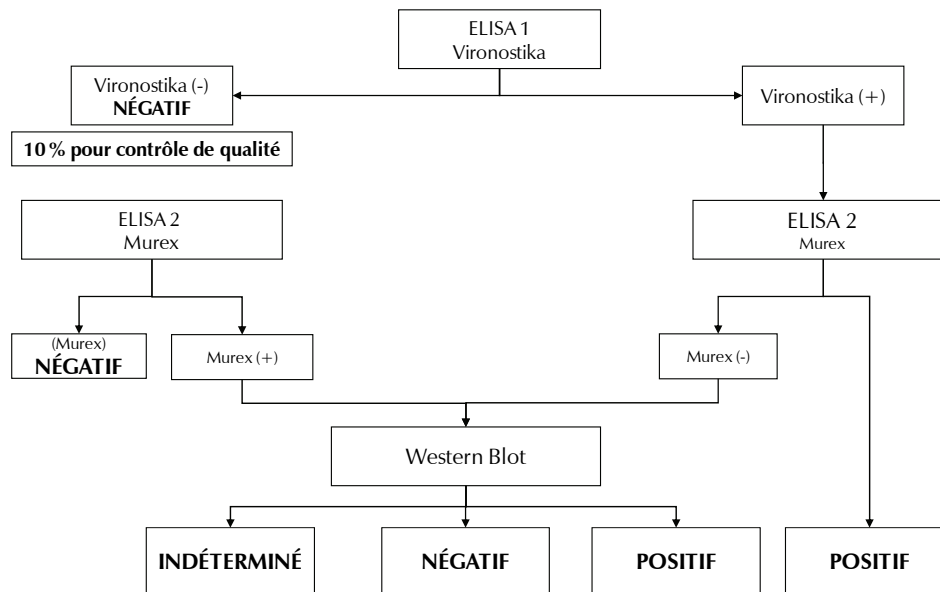 ELISA 1
Vironostika
Vironostika (-)
NÉGATIF
Vironostika (+)
10 % pour contrôle de qualité
ELISA 2
Murex
ELISA 2
Murex
(Murex)
NÉGATIF
Murex (+)
Murex (-)
Western Blot
INDÉTERMINÉ
NÉGATIF
POSITIF
POSITIF